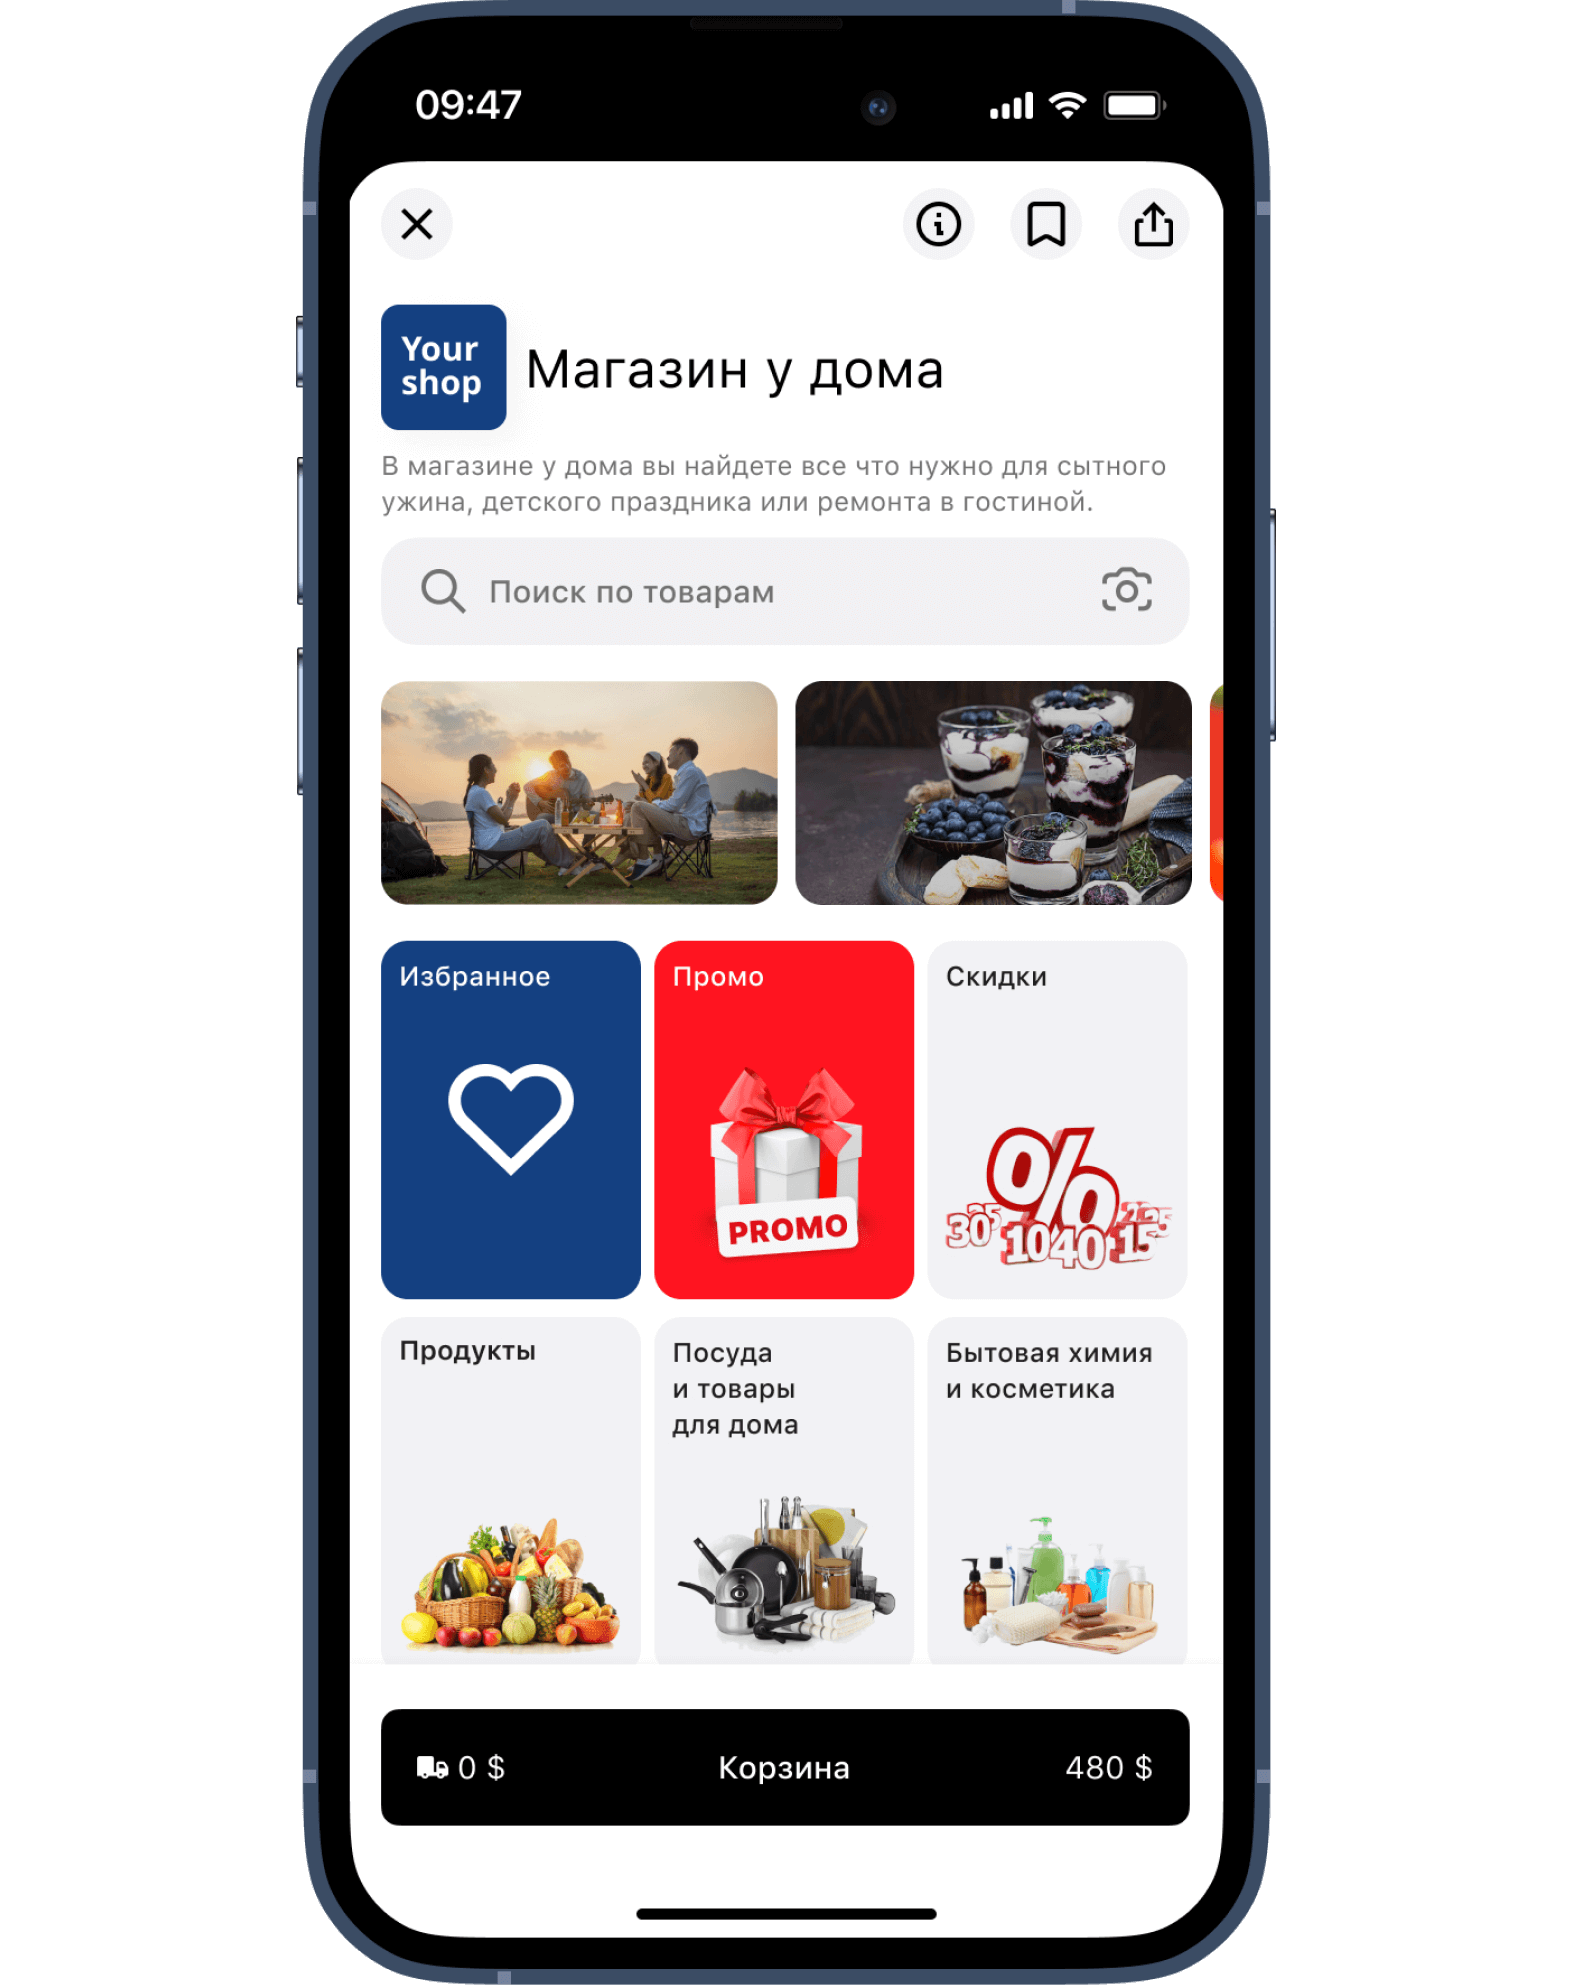 09:47
Your
shop
Магазин у дома
В магазине у дома вы найдете все что нужно для сытного
ужина, детского праздника или ремонта в гостиной.
Поиск по товарам
Избранное
Промо
Скидки
PROMO
%
30
25
10
40
15
Продукты
Посуда
и товары
для дома
Бытовая химия
и косметика
0 $
Корзина
480 $